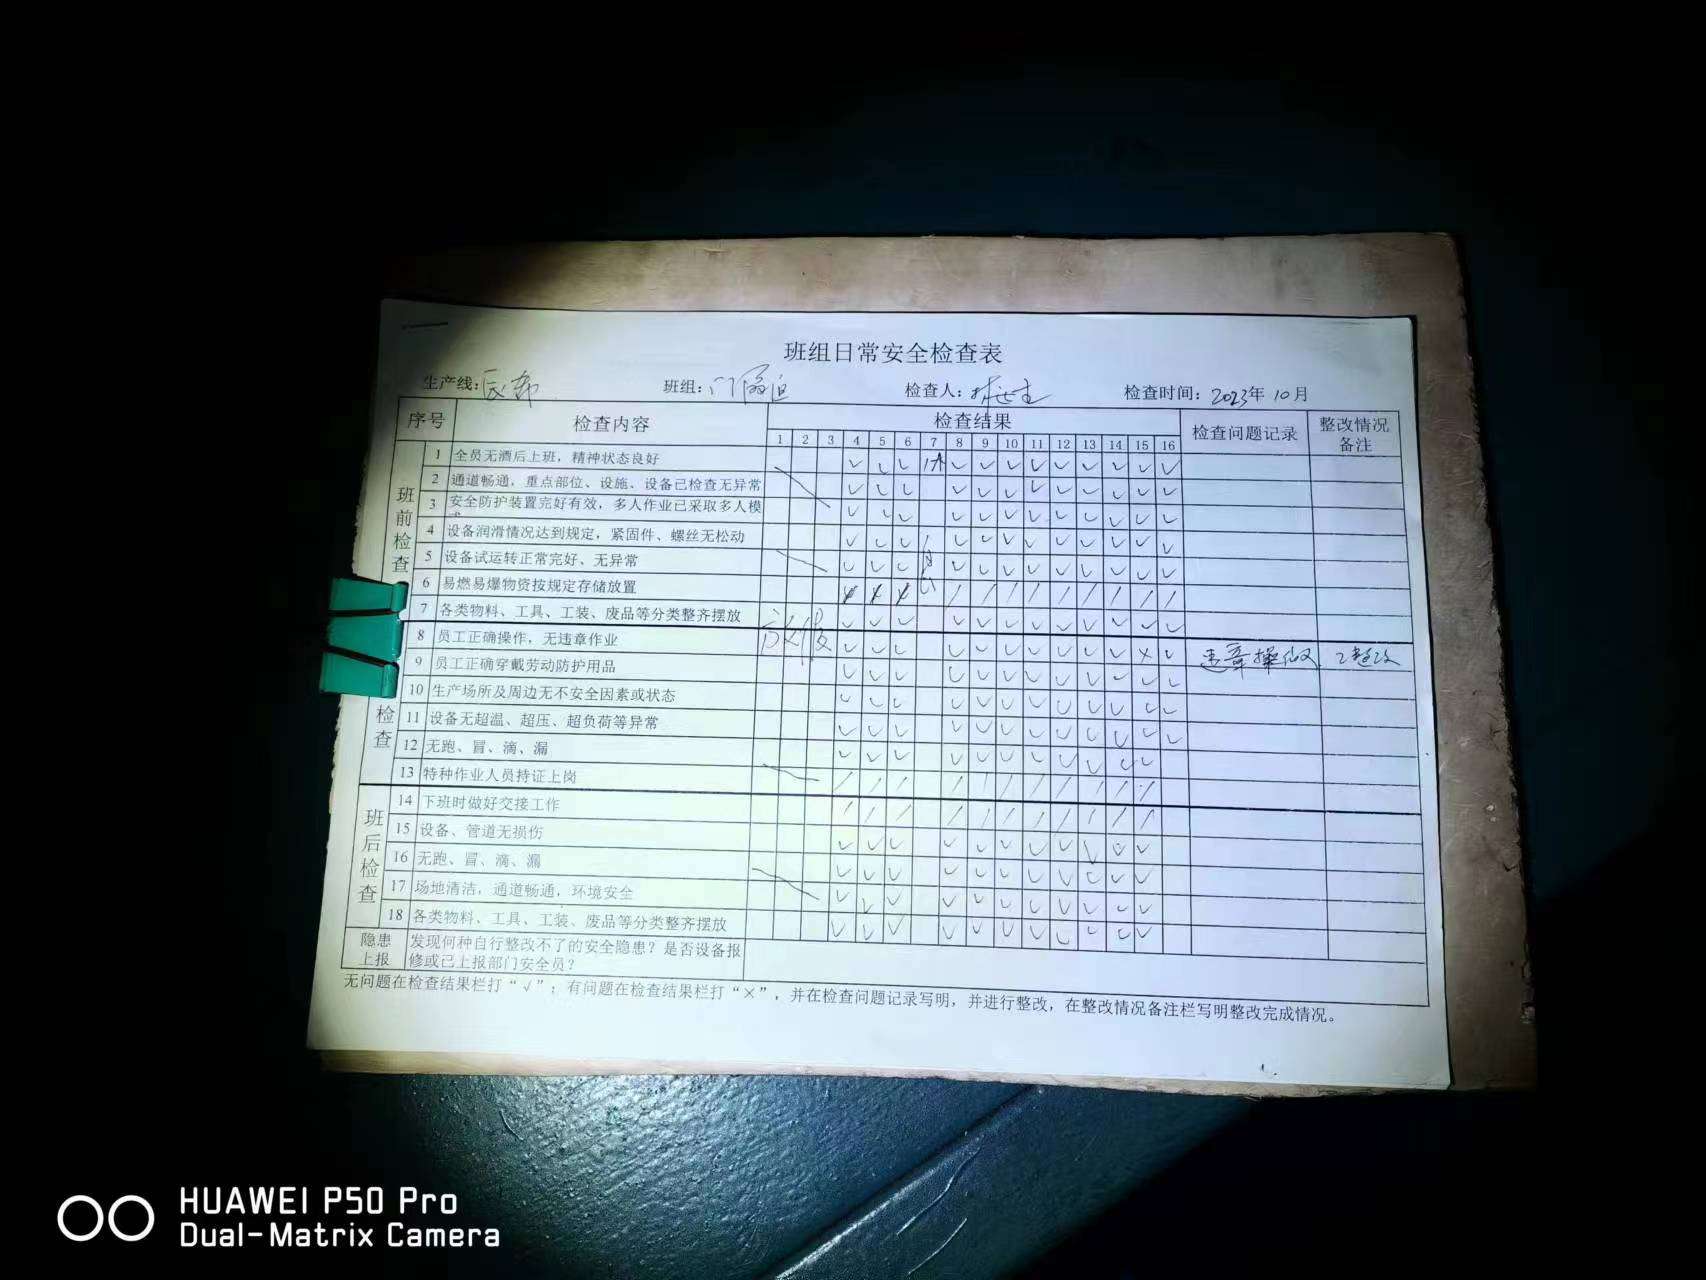 班组日常安全检查表
生产线： 班组： 检查人： 检查时间：2023年 10月
序号 检查内容 检查结果 检查问题记录 整改情况备注
1 2 3 4 5 6 7 8 9 10 11 12 13 14 15 16
班前检查
1 全员无酒后上班，精神状态良好 √ √ √ 休 √ √ √ √ √ √ √ √ √
2 通道畅通，重点部位、设施、设备已检查无异常 √ √ √ √ √ √ √ √ √ √ √ √
3 安全防护装置完好有效，多人作业已采取多人模 √ √ √ √ √ √ √ √ √ √ √ √
4 设备润滑情况达到规定，紧固件、螺丝无松动 √ √ √ √ √ √ √ √ √ √ √ √
5 设备试运转正常完好、无异常 √ √ √ √ √ √ √ √ √ √ √ √
6 易燃易爆物资按规定存储放置 / / / / / / / / /
7 各类物料、工具、工装、废品等分类整齐摆放 √ √ √ √ √ √ √ √ √ √ √ √
检查
8 员工正确操作，无违章作业 √ √ √ √ √ √ √ √ √ √ × √ 违章操作 已整改
9 员工正确穿戴劳动防护用品 √ √ √ √ √ √ √ √ √ √ √ √
10 生产场所及周边无不安全因素或状态 √ √ √ √ √ √ √ √ √ √ √ √
11 设备无超温、超压、超负荷等异常 √ √ √ √ √ √ √ √ √ √ √ √
12 无跑、冒、滴、漏 √ √ √ √ √ √ √ √ √ √ √
13 特种作业人员持证上岗 / / / / / / / / / / /
班后检查
14 下班时做好交接工作 / / / / / / / / / / /
15 设备、管道无损伤 √ √ √ √ √ √ √ √ √ √ √
16 无跑、冒、滴、漏 √ √ √ √ √ √ √ √ √ √ √
17 场地清洁，通道畅通，环境安全 √ √ √ √ √ √ √ √ √ √ √
18 各类物料、工具、工装、废品等分类整齐摆放 √ √ √ √ √ √ √ √ √ √ √
隐患上报 发现何种自行整改不了的安全隐患？是否设备报
修或已上报部门安全员？
无问题在检查结果栏打“√”；有问题在检查结果栏打“×”，并在检查问题记录写明，并进行整改，在整改情况备注栏写明整改完成情况。
HUAWEI P50 Pro
Dual-Matrix Camera